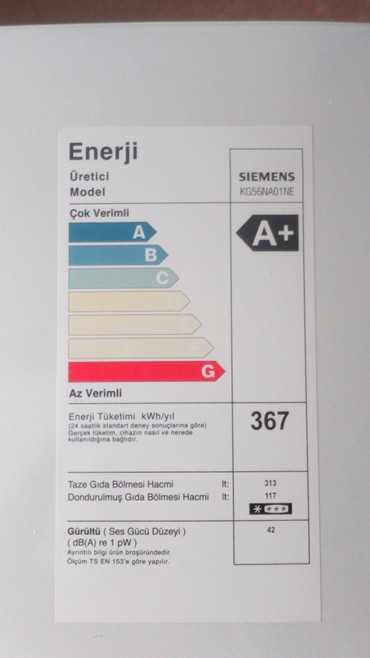 Enerji
Üretici SIEMENS
Model KG56NA01NE
Çok Verimli
A A+
B
C
D
E
F
G
Az Verimli
Enerji Tüketimi kWh/yıl 367
(24 saatlik standart deney sonuçlarına göre)
Gerçek tüketim, cihazın nasıl ve nerede
kullanıldığına bağlıdır.
Taze Gıda Bölmesi Hacmi lt: 313
Dondurulmuş Gıda Bölmesi Hacmi lt: 117
Gürültü ( Ses Gücü Düzeyi ) 42
( dB(A) re 1 pW )
Ayrıntılı bilgi ürün broşüründedir.
Ölçüm TS EN 153'e göre yapılır.